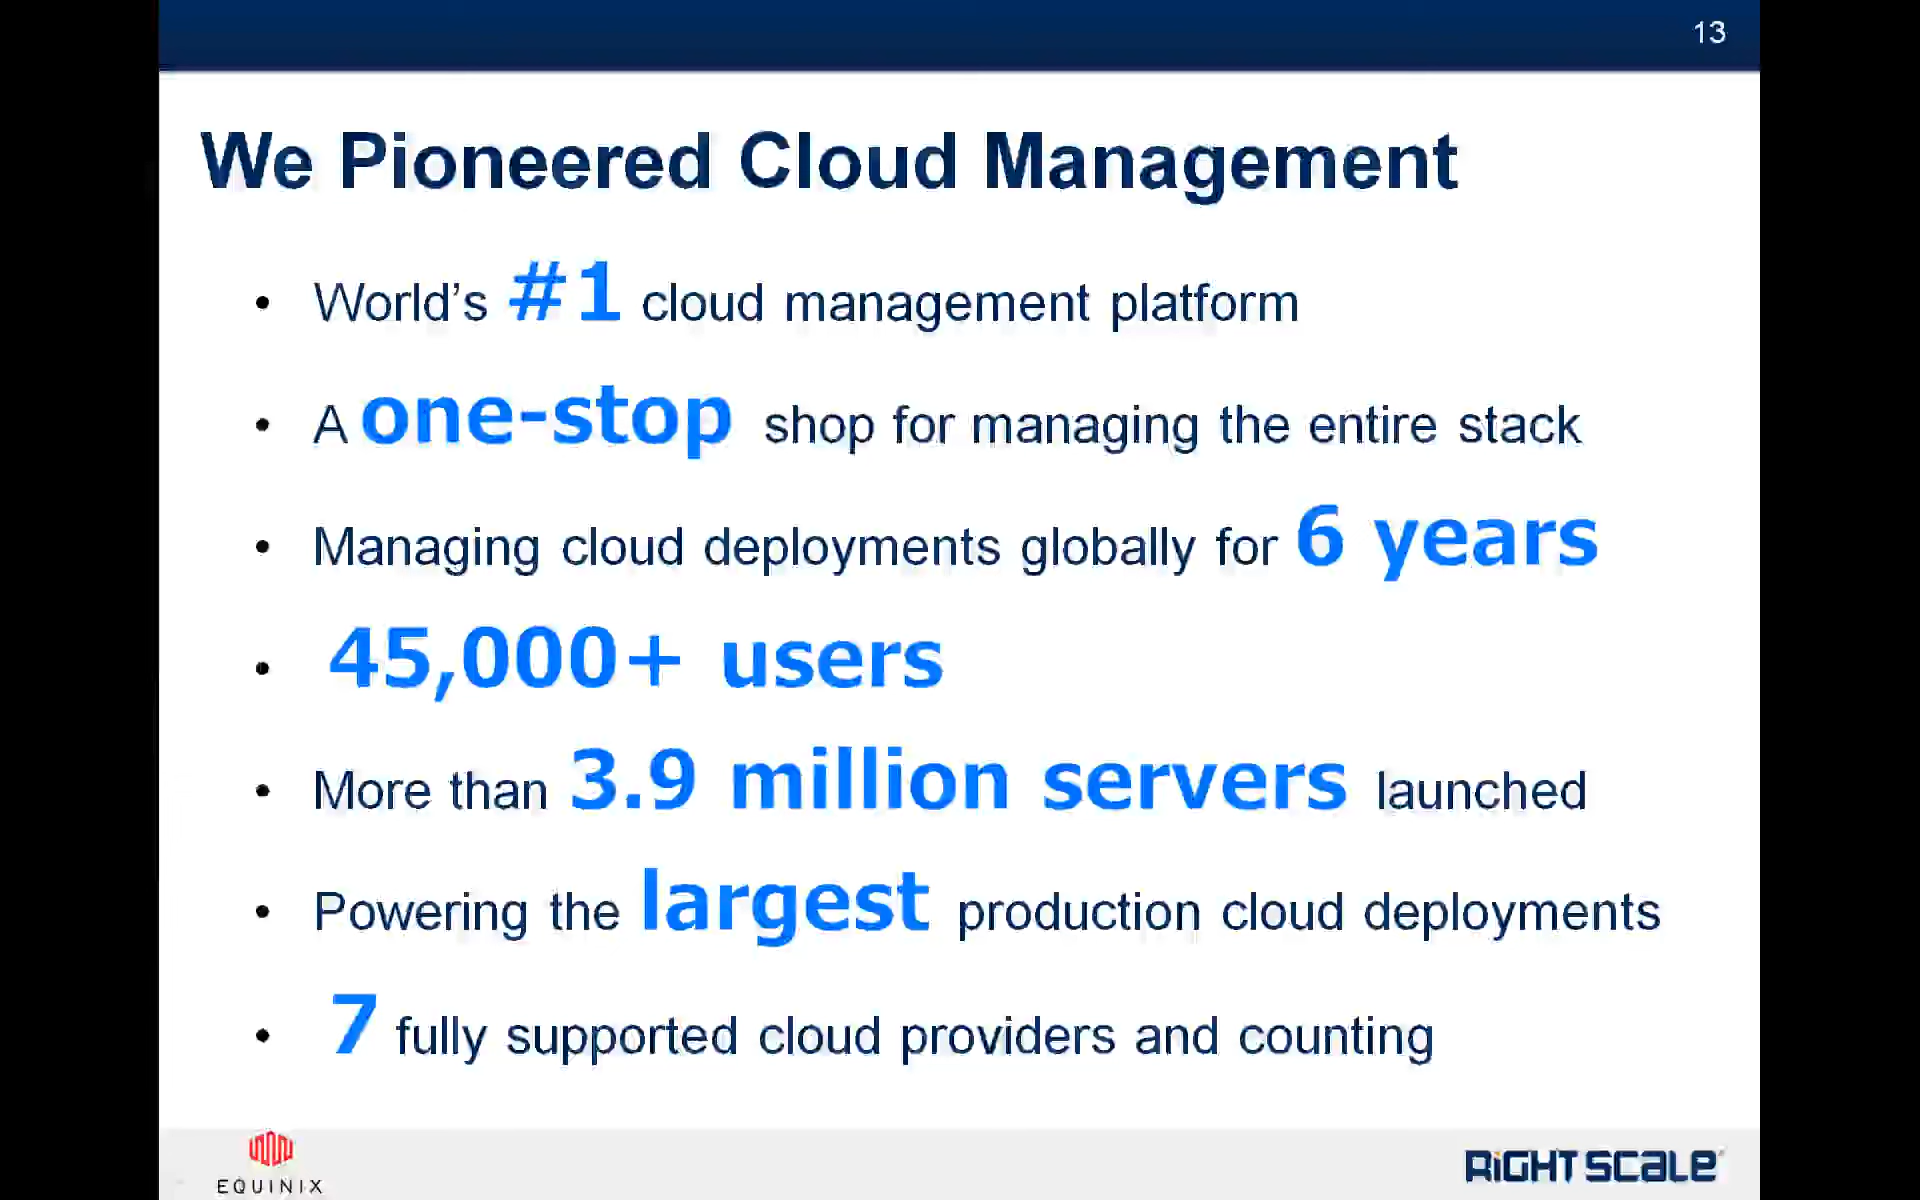 13
We Pioneered Cloud Management
• World’s #1 cloud management platform
• A one-stop shop for managing the entire stack
• Managing cloud deployments globally for 6 years
• 45,000+ users
• More than 3.9 million servers launched
• Powering the largest production cloud deployments
• 7 fully supported cloud providers and counting
EQUINIX
RIGHTSCALE